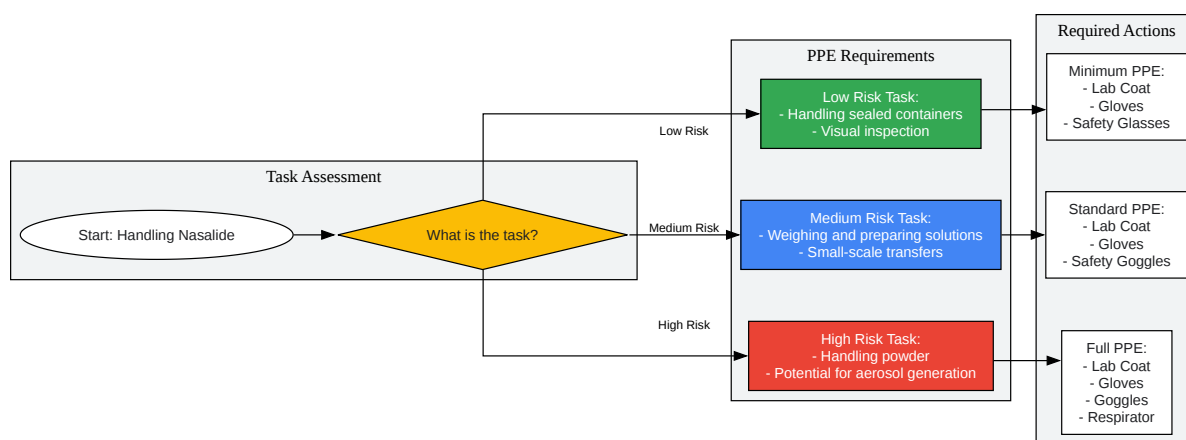 Task Assessment
Start: Handling Nasalide
What is the task?
Low Risk
Medium Risk
High Risk
PPE Requirements
Low Risk Task:
- Handling sealed containers
- Visual inspection
Medium Risk Task:
- Weighing and preparing solutions
- Small-scale transfers
High Risk Task:
- Handling powder
- Potential for aerosol generation
Required Actions
Minimum PPE:
- Lab Coat
- Gloves
- Safety Glasses
Standard PPE:
- Lab Coat
- Gloves
- Safety Goggles
Full PPE:
- Lab Coat
- Gloves
- Goggles
- Respirator